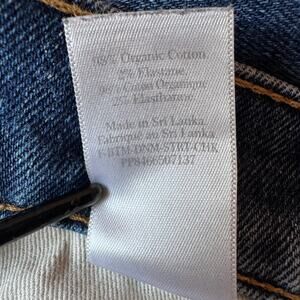 98% Organic Cotton
2% Elastane.
98% Coton Organique
2% Elasthanne.
Made in Sri Lanka
Fabriqué au Sri Lanka
F-BTM-DNM-STRT-CHK
PP8466507137